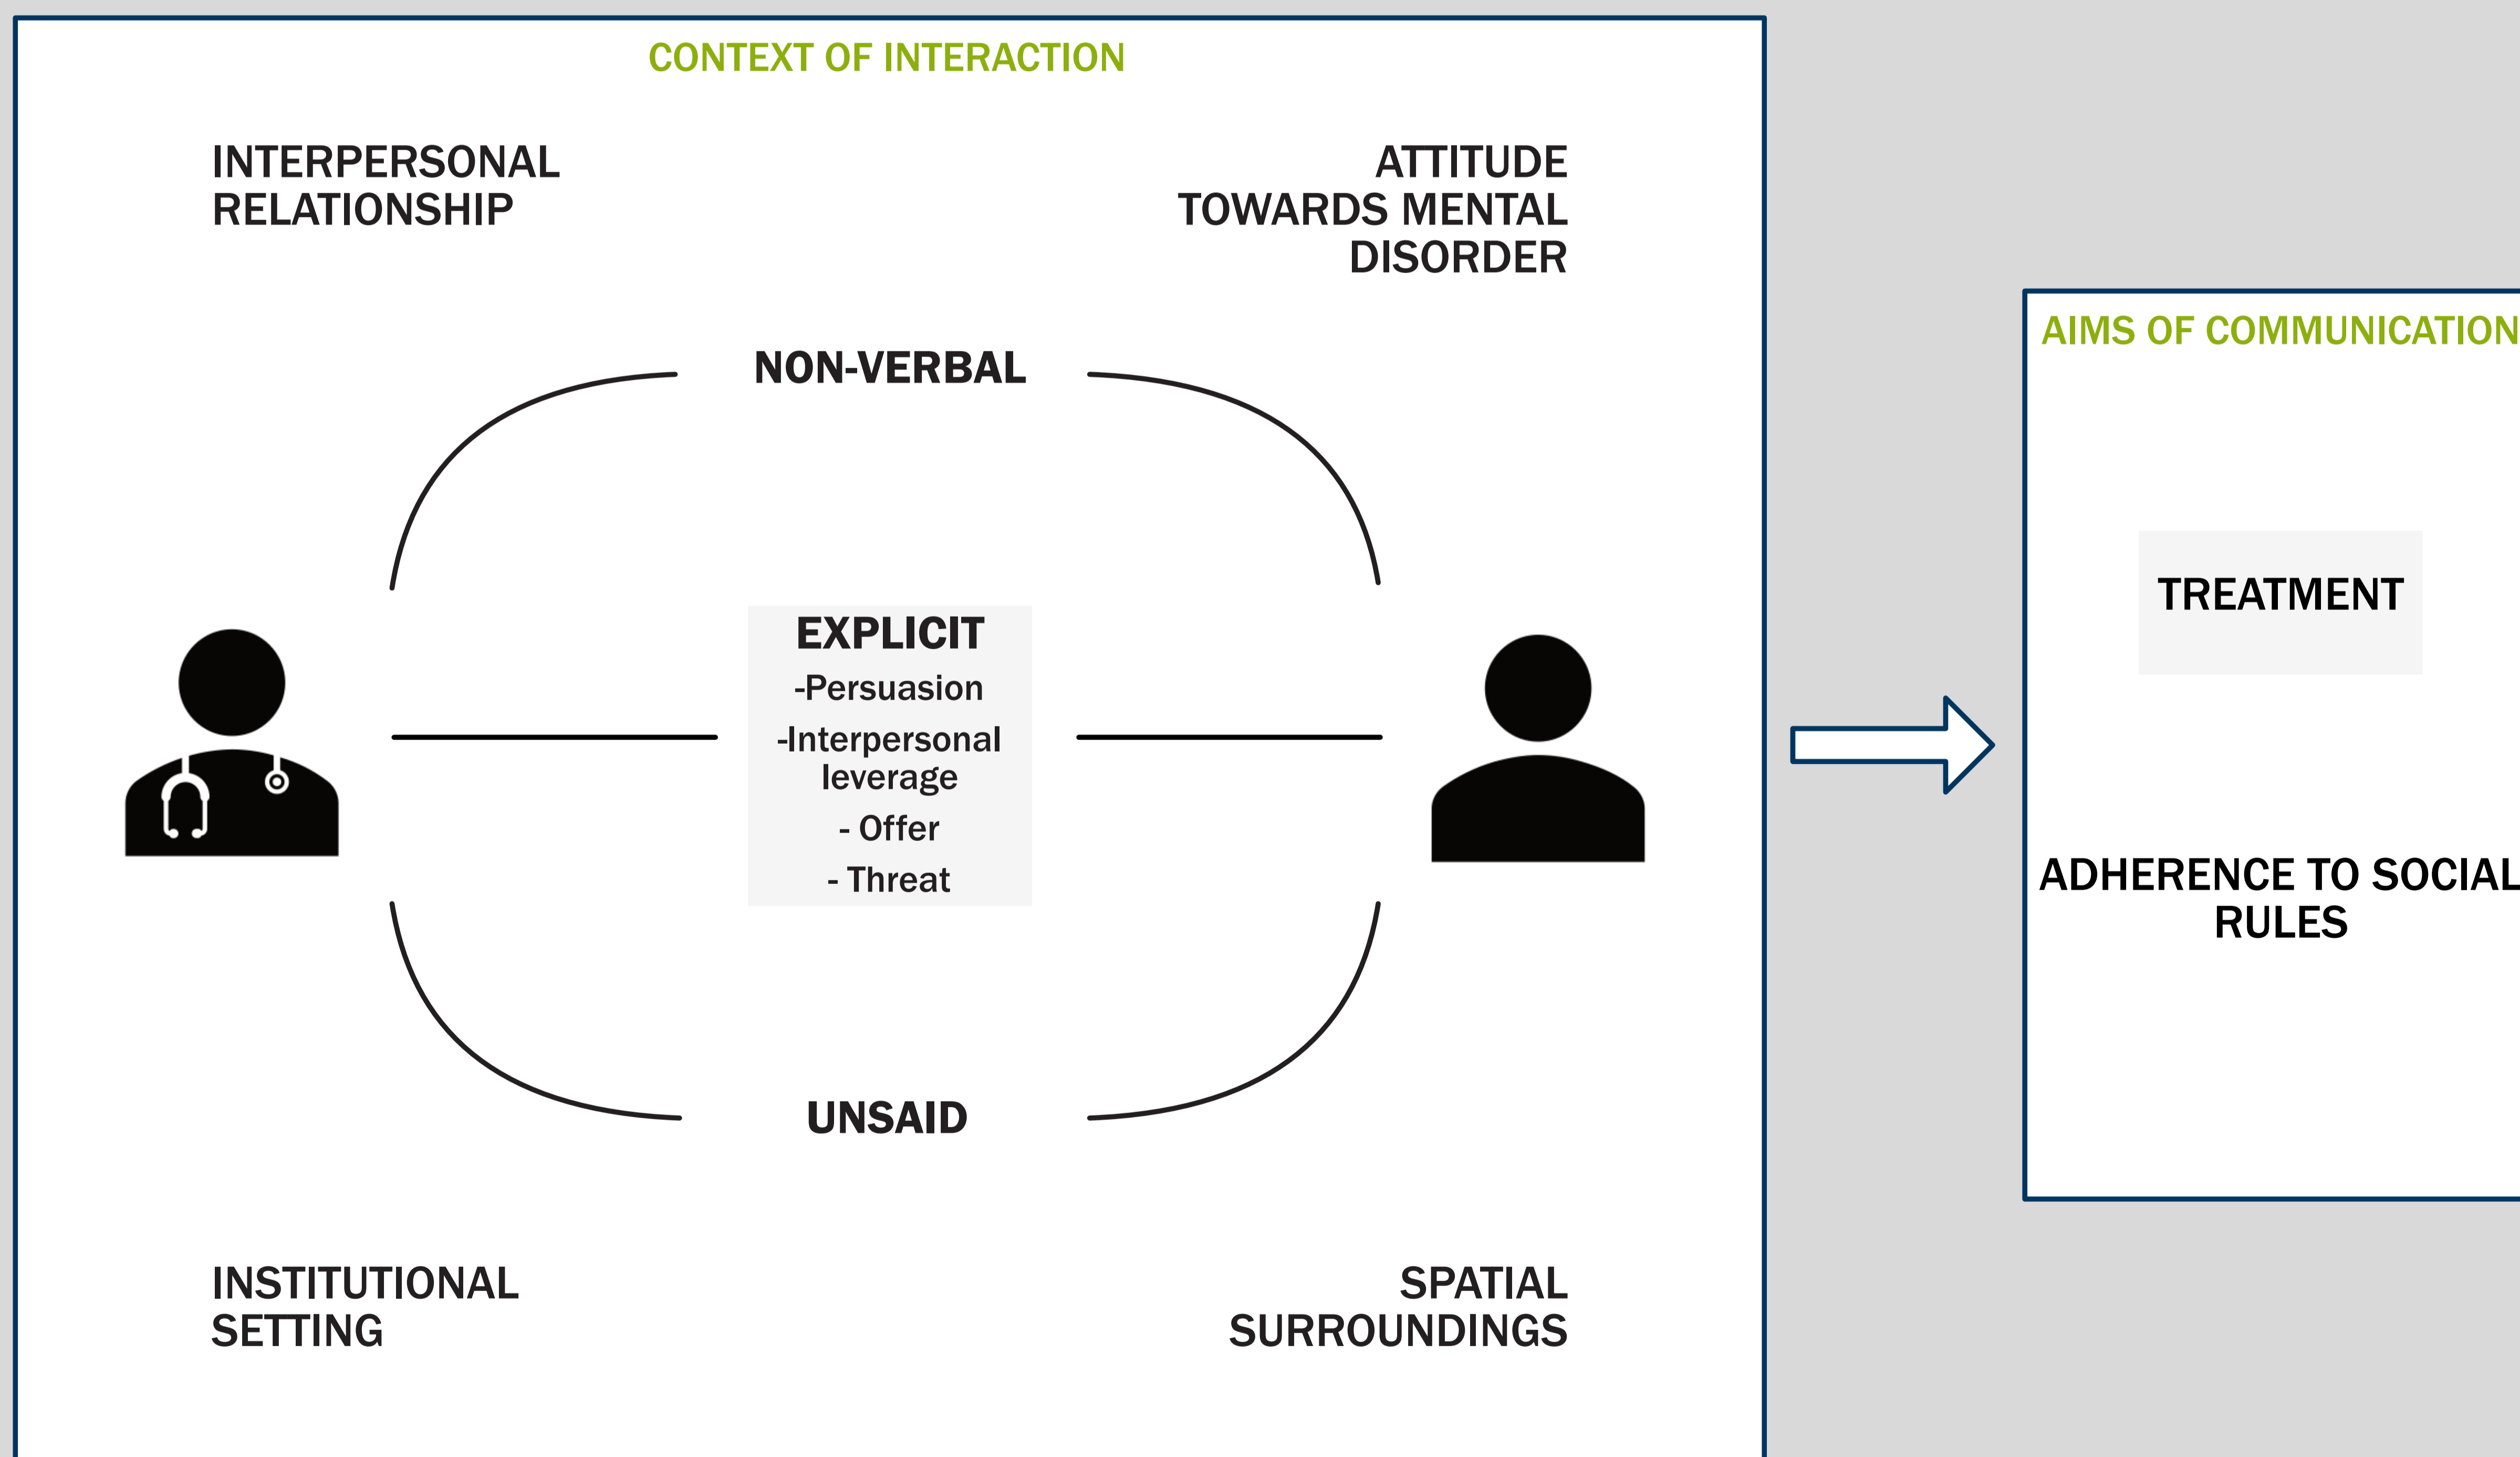 CONTEXT OF INTERACTION
INTERPERSONAL
RELATIONSHIP
ATTITUDE
TOWARDS MENTAL
DISORDER
NON-VERBAL
EXPLICIT
-Persuasion
-Interpersonal
leverage
- Offer
- Threat
UNSAID
INSTITUTIONAL
SETTING
SPATIAL
SURROUNDINGS
AIMS OF COMMUNICATION
TREATMENT
ADHERENCE TO SOCIAL
RULES